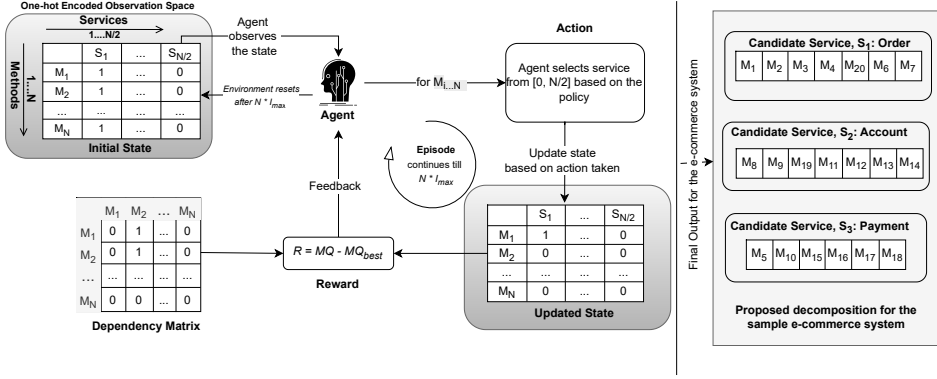 One-hot Encoded Observation Space
Services
1....N/2
Methods
1....N
S1 ... SN/2
M1 1 ... 0
M2 1 ... 0
... ... ... ...
MN 1 ... 0
Initial State
Agent
observes
the state
Environment resets
after N * Imax
Agent
for Mi...N
Action
Agent selects service
from [0, N/2] based on the
policy
Episode
continues till
N * Imax
Update state
based on action taken
Feedback
M1 M2 ... MN
M1 0 1 ... 0
M2 0 1 ... 0
... ... ... ... ...
MN 0 0 ... 0
Dependency Matrix
R = MQ - MQbest
Reward
S1 ... SN/2
M1 1 ... 0
M2 0 ... 0
... ... ... ...
MN 0 ... 0
Updated State
Final Output for the e-commerce system
Candidate Service, S1: Order
M1 M2 M3 M4 M20 M6 M7
Candidate Service, S2: Account
M8 M9 M19 M11 M12 M13 M14
Candidate Service, S3: Payment
M5 M10 M15 M16 M17 M18
Proposed decomposition for the
sample e-commerce system